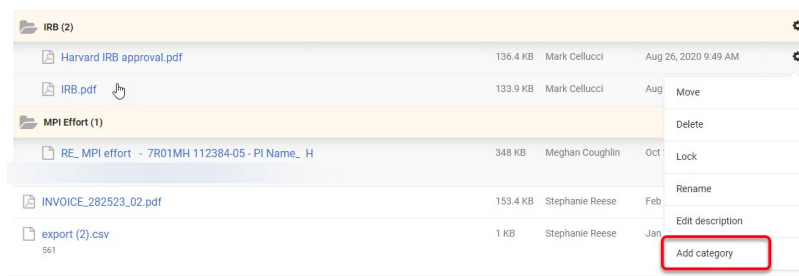 IRB (2)
Harvard IRB approval.pdf 136.4 KB Mark Cellucci Aug 26, 2020 9:49 AM
IRB.pdf 133.9 KB Mark Cellucci Aug
Move
MPI Effort (1)
Delete
RE_ MPI effort - 7R01MH 112384-05 - PI Name_ H 348 KB Meghan Coughlin Oct
Lock
Rename
INVOICE_282523_02.pdf 153.4 KB Stephanie Reese Feb
Edit description
export (2).csv 1 KB Stephanie Reese Jan
561
Add category